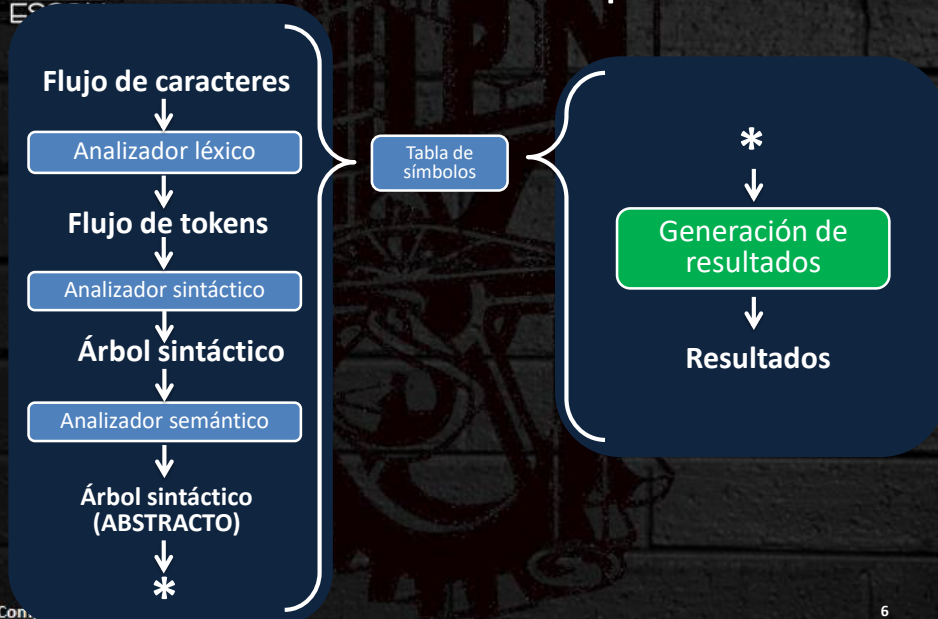 Flujo de caracteres
Analizador léxico
Flujo de tokens
Analizador sintáctico
Árbol sintáctico
Analizador semántico
Árbol sintáctico
(ABSTRACTO)
*
Tabla de
símbolos
*
Generación de
resultados
Resultados
6